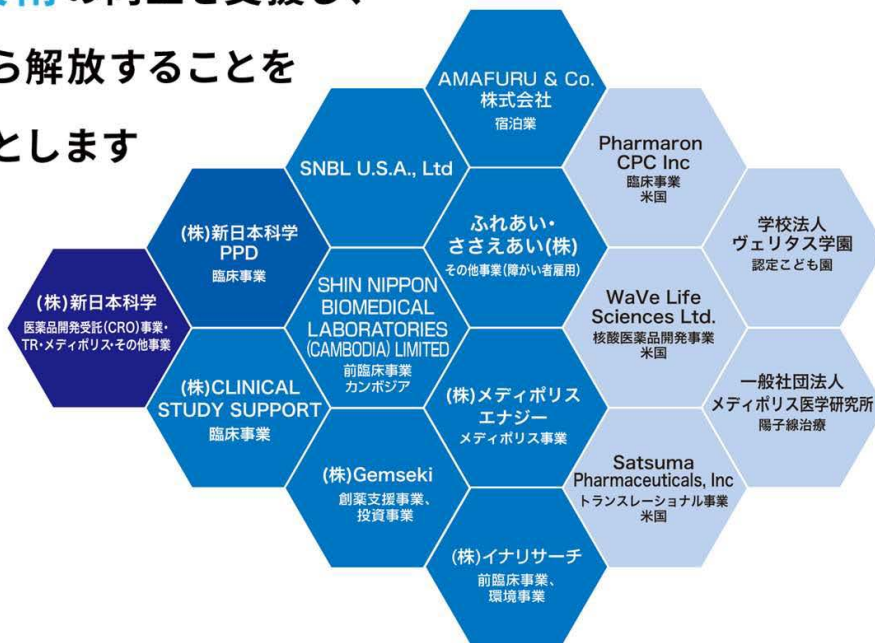 の向上を支援し、
ら解放することを
とします
AMAFURU & Co.
株式会社
宿泊業
SNBL U.S.A., Ltd
Pharmaron
CPC Inc
臨床事業
米国
(株)新日本科学
PPD
臨床事業
ふれあい・
ささえあい(株)
その他事業(障がい者雇用)
学校法人
ヴェリタス学園
認定こども園
(株)新日本科学
医薬品開発受託(CRO)事業・
TR・メディポリス・その他事業
SHIN NIPPON
BIOMEDICAL
LABORATORIES
(CAMBODIA) LIMITED
前臨床事業
カンボジア
WaVe Life
Sciences Ltd.
核酸医薬品開発事業
米国
(株)CLINICAL
STUDY SUPPORT
臨床事業
(株)メディポリス
エナジー
メディポリス事業
一般社団法人
メディポリス医学研究所
陽子線治療
(株)Gemseki
創薬支援事業、
投資事業
Satsuma
Pharmaceuticals, Inc
トランスレーショナル事業
米国
(株)イナリサーチ
前臨床事業、
環境事業